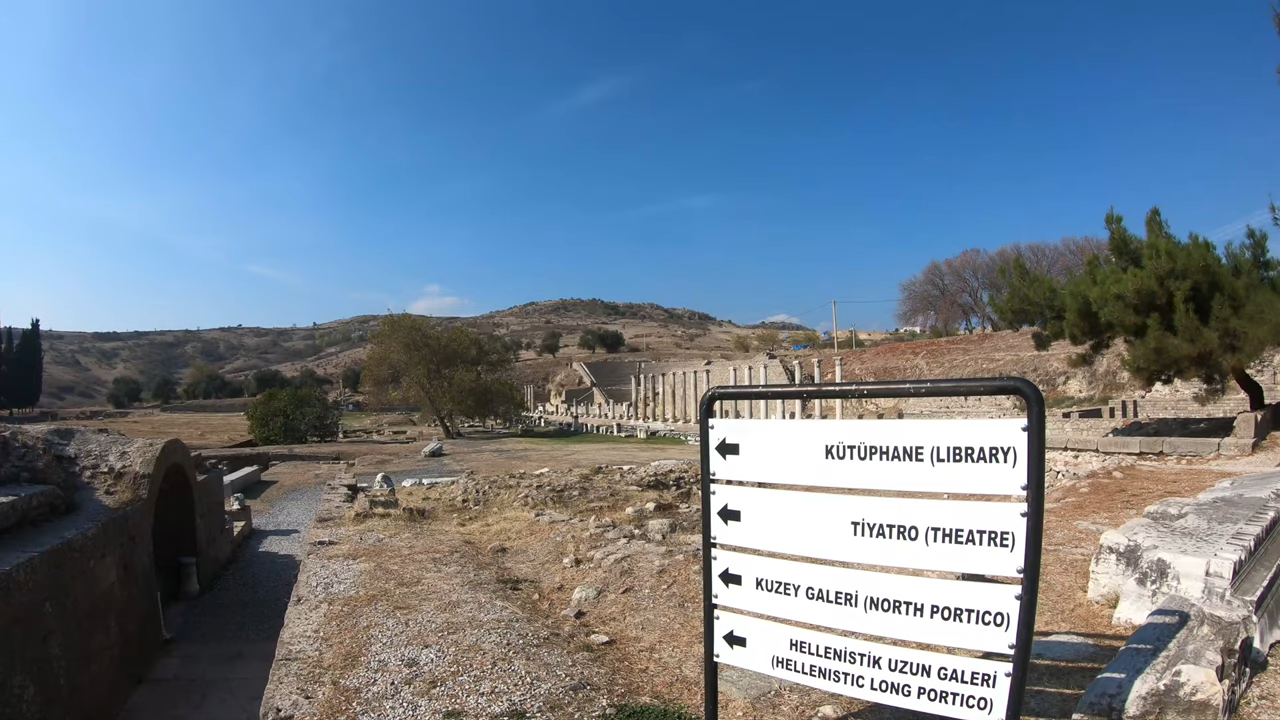 KÜTÜPHANE (LIBRARY)
TİYATRO (THEATRE)
KUZEY GALERİ (NORTH PORTICO)
HELLENİSTİK UZUN GALERİ
(HELLENISTIC LONG PORTICO)